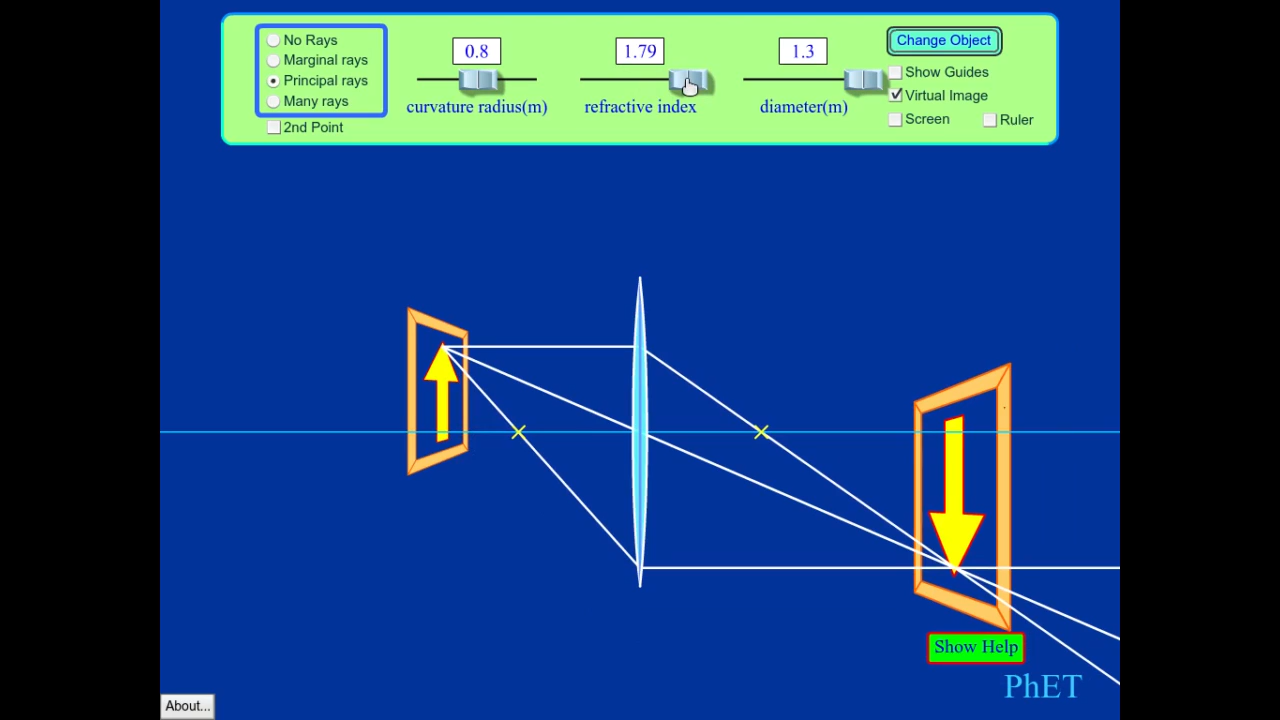 No Rays
Marginal rays
Principal rays
Many rays
2nd Point
0.8
curvature radius(m)
1.79
refractive index
1.3
diameter(m)
Change Object
Show Guides
Virtual Image
Screen
Ruler
Show Help
PhET
About...